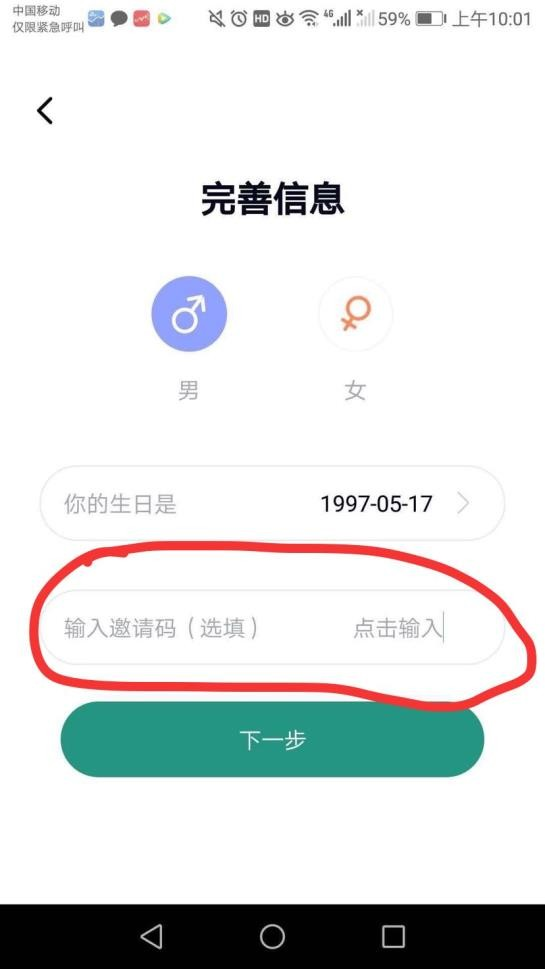 中国移动
仅限紧急呼叫
HD 4G 59% 上午10:01
完善信息
男 女
你的生日是 1997-05-17
输入邀请码（选填） 点击输入
下一步